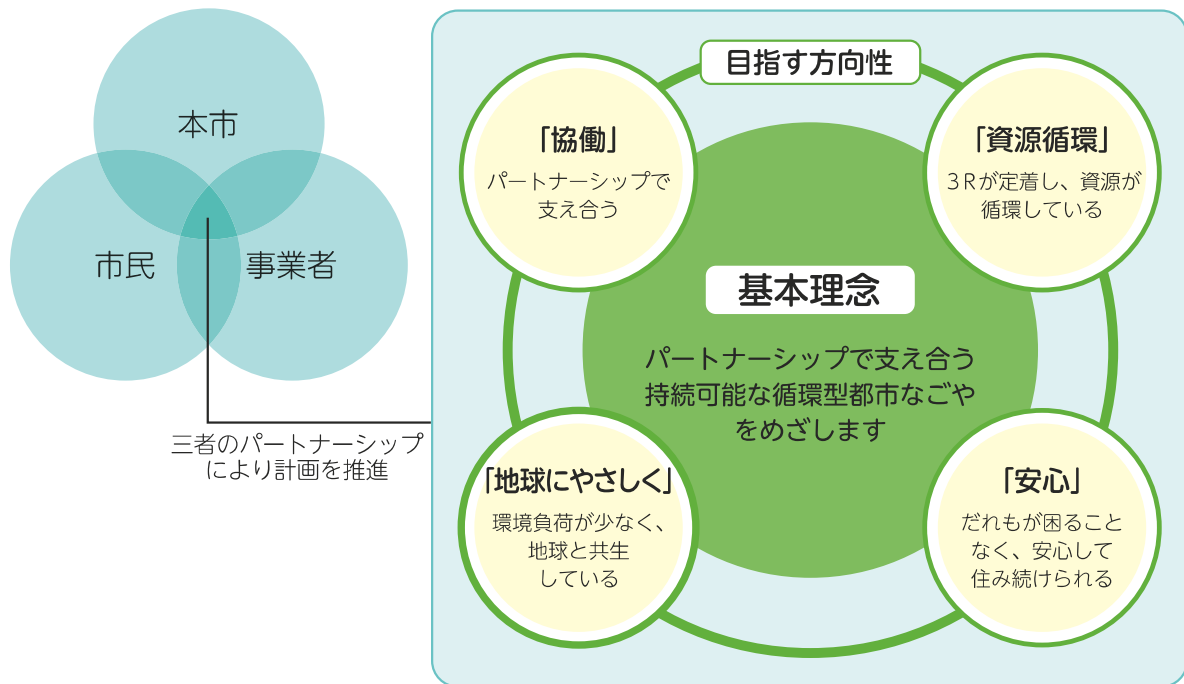 本市
市民
事業者
三者のパートナーシップ
により計画を推進
目指す方向性
「協働」
パートナーシップで
支え合う
「資源循環」
３Ｒが定着し、資源が
循環している
基本理念
パートナーシップで支え合う
持続可能な循環型都市なごや
をめざします
「地球にやさしく」
環境負荷が少なく、
地球と共生
している
「安心」
だれもが困ること
なく、安心して
住み続けられる